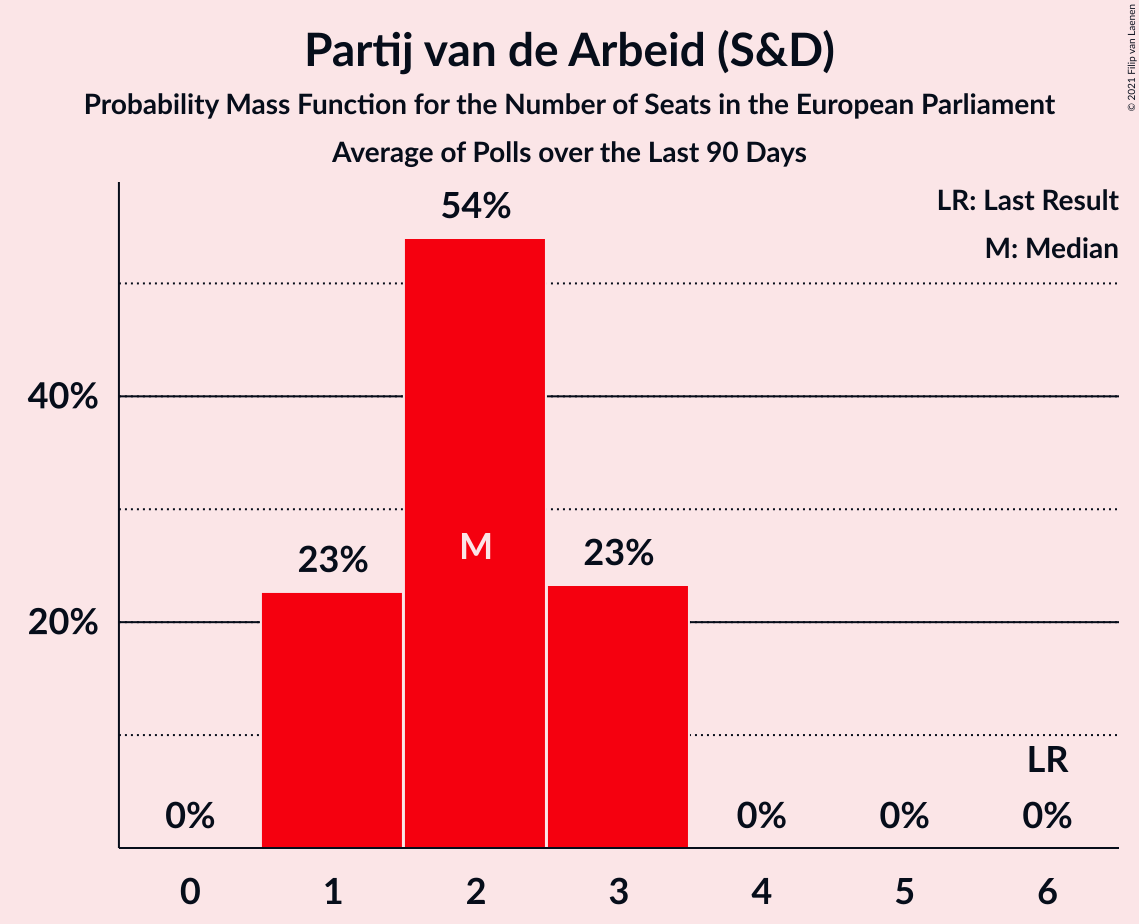 Partij van de Arbeid (S&D)
Probability Mass Function for the Number of Seats in the European Parliament
Average of Polls over the Last 90 Days
© 2021 Filip van Laenen
LR: Last Result
M: Median
54%
40%
M
23%
23%
20%
LR
0%
0%
0%
0%
0 1 2 3 4 5 6